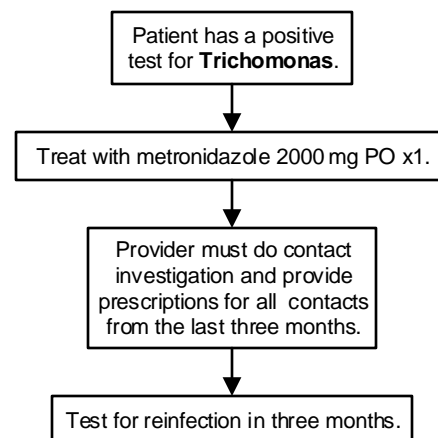 Patient has a positive
test for Trichomonas.
Treat with metronidazole 2000 mg PO x1.
Provider must do contact
investigation and provide
prescriptions for all contacts
from the last three months.
Test for reinfection in three months.